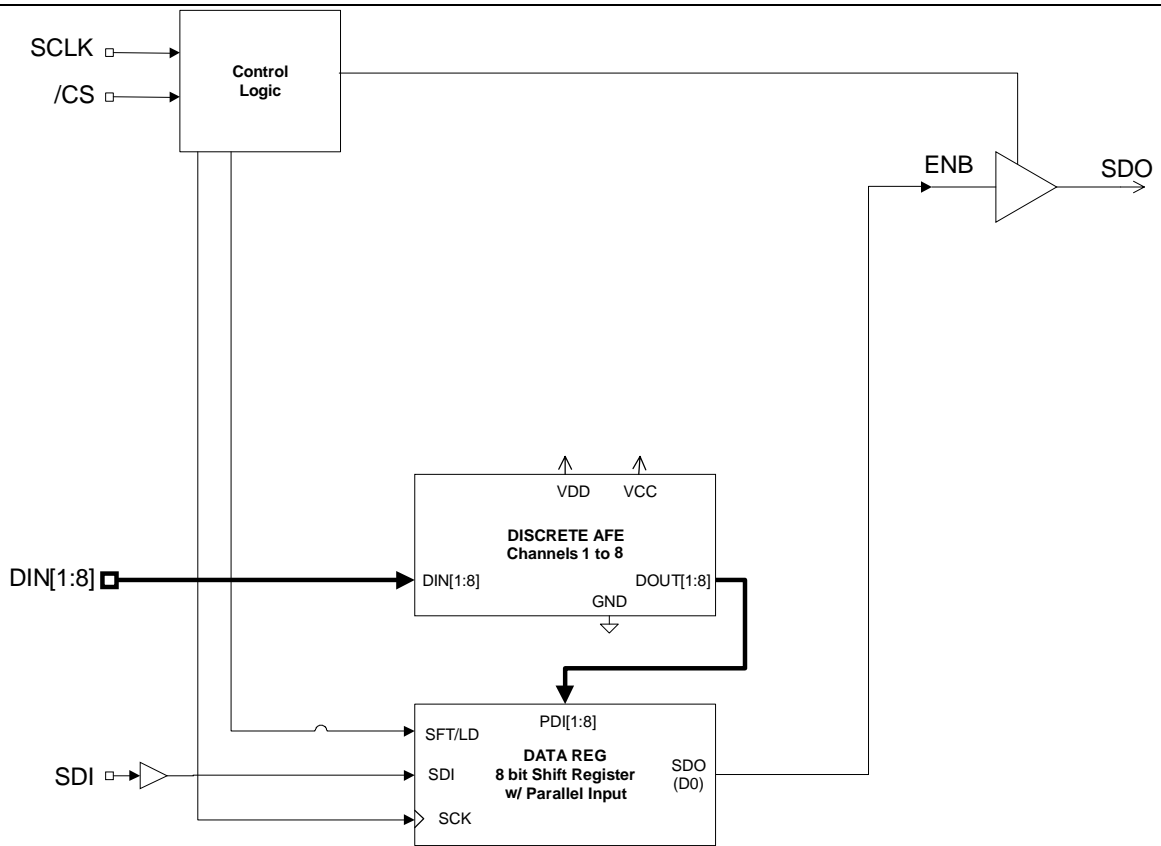 SCLK
/CS
Control
Logic
ENB
SDO
VDD
VCC
DISCRETE AFE
Channels 1 to 8
DIN[1:8]
DIN[1:8]
DOUT[1:8]
GND
PDI[1:8]
SFT/LD
DATA REG
8 bit Shift Register
w/ Parallel Input
SDI
SDI
SDO
(D0)
SCK